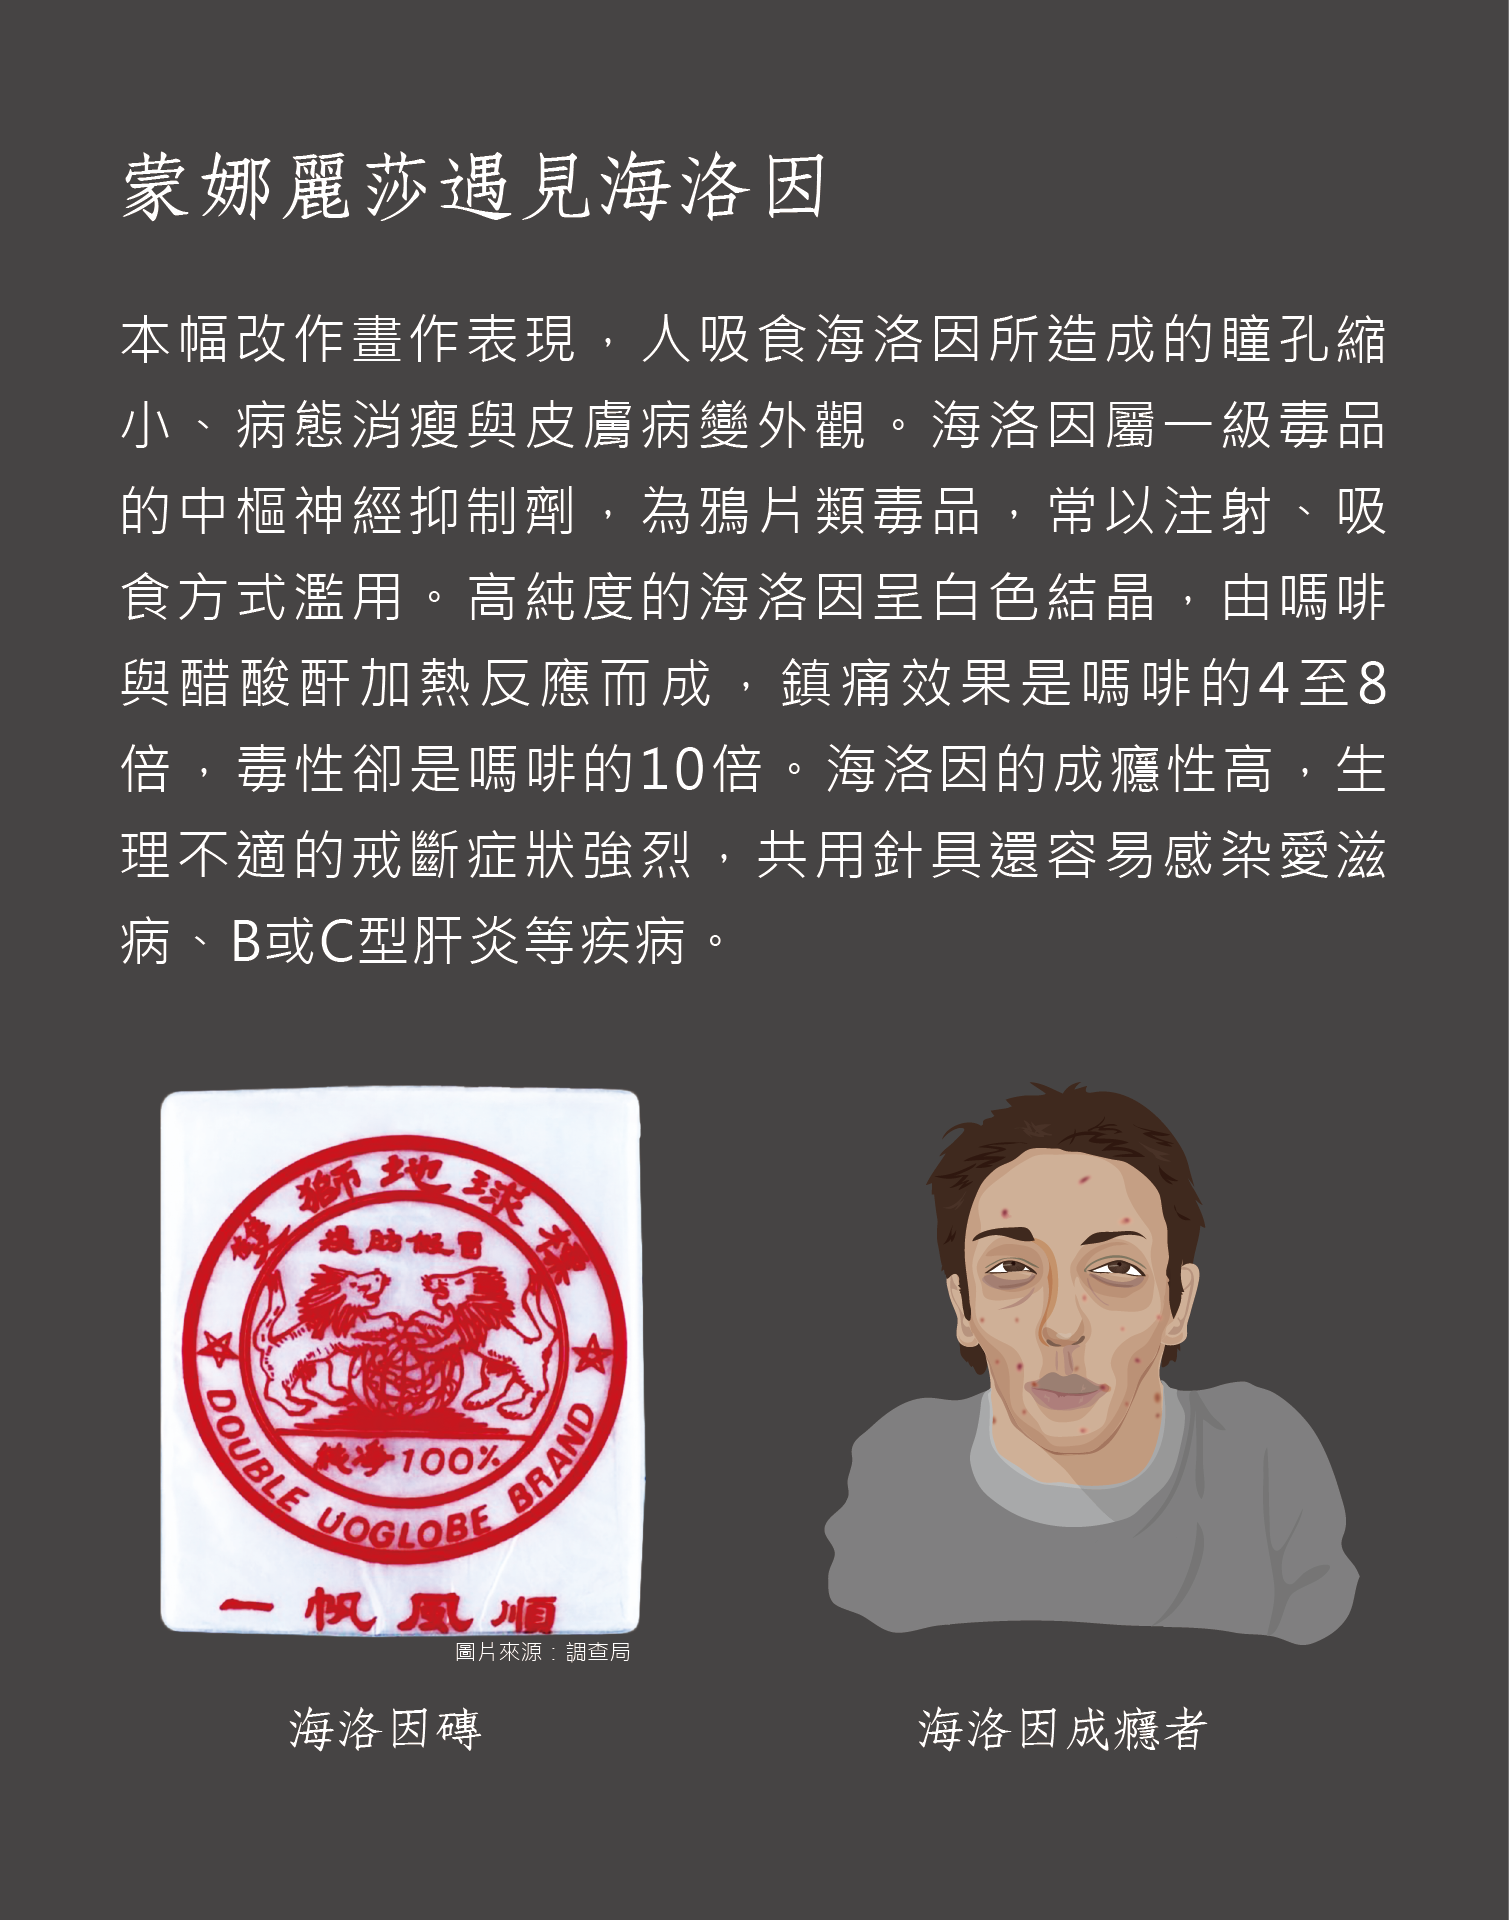 蒙娜麗莎遇見海洛因
本幅改作畫作表現，人吸食海洛因所造成的瞳孔縮
小、病態消瘦與皮膚病變外觀。海洛因屬一級毒品
的中樞神經抑制劑，為鴉片類毒品，常以注射、吸
食方式濫用。高純度的海洛因呈白色結晶，由嗎啡
與醋酸酐加熱反應而成，鎮痛效果是嗎啡的4至8
倍，毒性卻是嗎啡的10倍。海洛因的成癮性高，生
理不適的戒斷症狀強烈，共用針具還容易感染愛滋
病、B或C型肝炎等疾病。
雙獅地球標
提防假冒
純淨100%
DOUBLE UOGLOBE BRAND
一帆風順
圖片來源：調查局
海洛因磚
海洛因成癮者